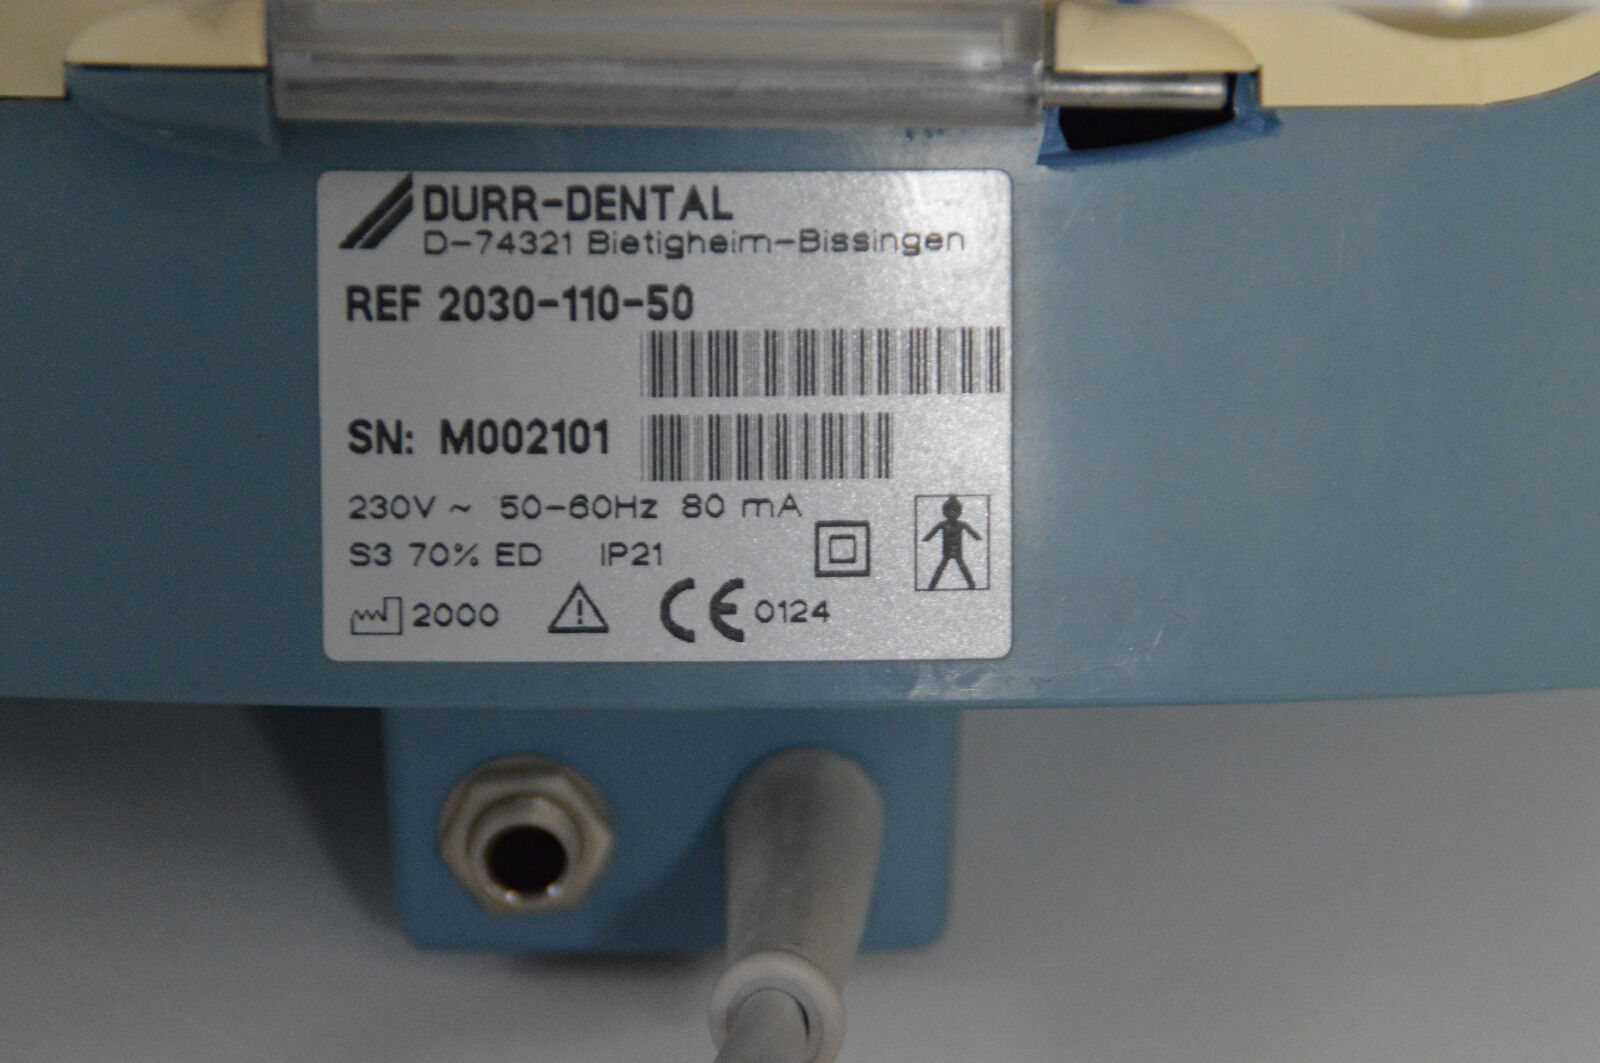 DURR-DENTAL
D-74321 Bietigheim-Bissingen
REF 2030-110-50
SN: M002101
230V ~ 50-60Hz 80 mA
S3 70% ED IP21
2000 CE 0124